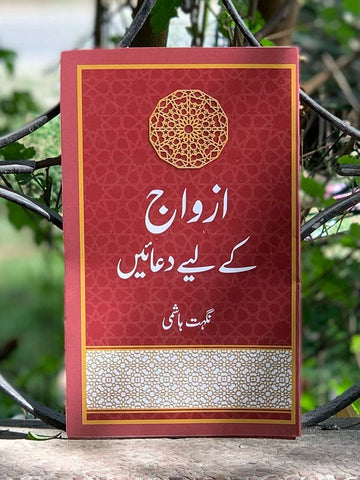 ازواج
کے لیے دعائیں
نگہت ہاشمی